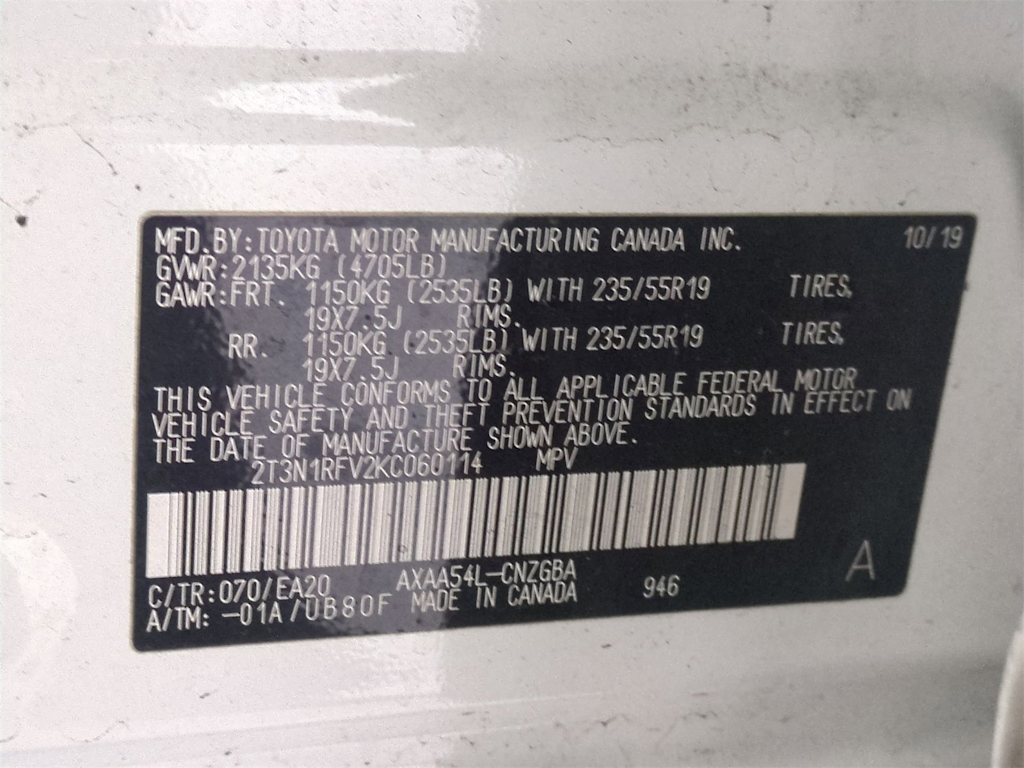 MFD.BY:TOYOTA MOTOR MANUFACTURING CANADA INC. 10/19
GVWR:2135KG (4705LB)
GAWR:FRT. 1150KG (2535LB) WITH 235/55R19 TIRES,
19X7.5J RIMS.
RR. 1150KG (2535LB) WITH 235/55R19 TIRES,
19X7.5J RIMS.
THIS VEHICLE CONFORMS TO ALL APPLICABLE FEDERAL MOTOR
VEHICLE SAFETY AND THEFT PREVENTION STANDARDS IN EFFECT ON
THE DATE OF MANUFACTURE SHOWN ABOVE.
2T3N1RFV2KC060114 MPV
C/TR:070/EA20 AXAA54L-CNZGBA A
A/TM: -01A/UB80F MADE IN CANADA 946